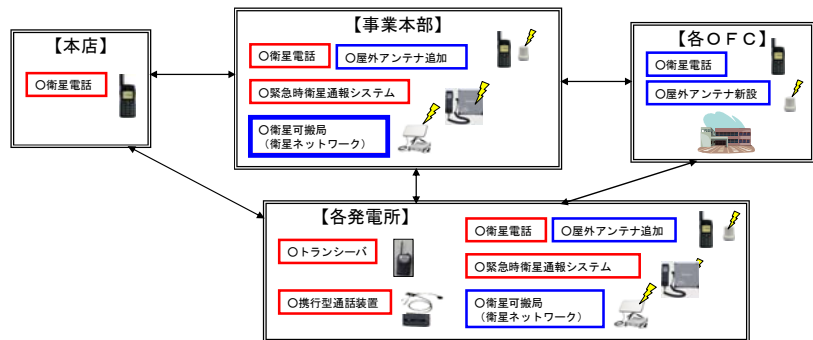 【本店】
○衛星電話
【事業本部】
○衛星電話
○屋外アンテナ追加
○緊急時衛星通報システム
○衛星可搬局
（衛星ネットワーク）
【各ＯＦＣ】
○衛星電話
○屋外アンテナ新設
【各発電所】
○トランシーバ
○携行型通話装置
○衛星電話
○屋外アンテナ追加
○緊急時衛星通報システム
○衛星可搬局
（衛星ネットワーク）